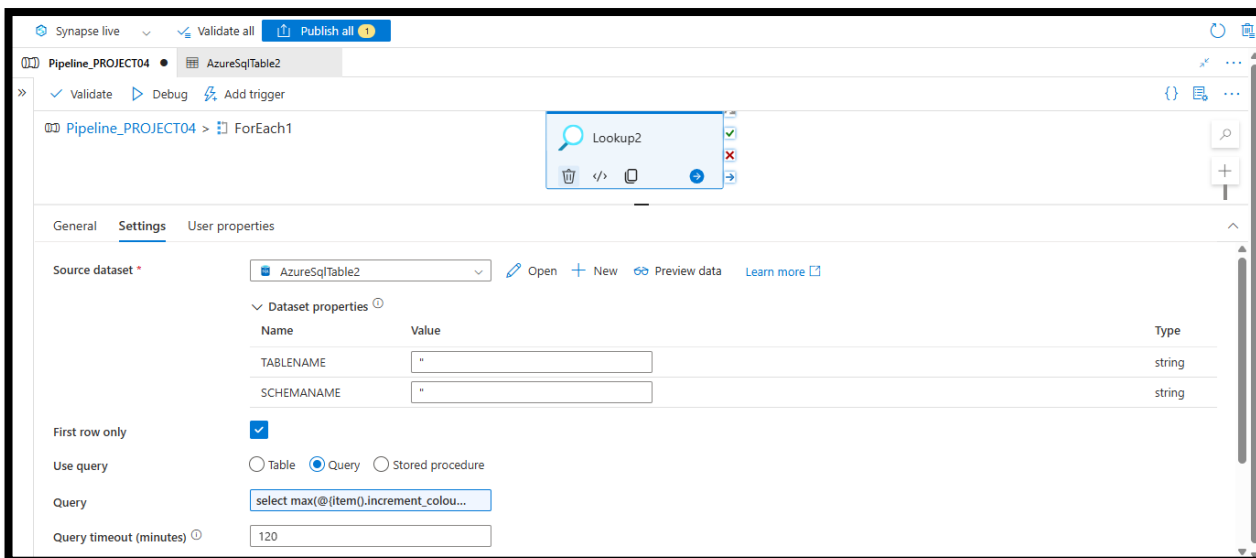 Synapse live Validate all Publish all 1
Pipeline_PROJECT04 AzureSqlTable2
Validate Debug Add trigger
Pipeline_PROJECT04 > ForEach1
Lookup2
General Settings User properties
Source dataset * AzureSqlTable2 Open New Preview data Learn more
Dataset properties
Name Value Type
TABLENAME '' string
SCHEMANAME '' string
First row only
Use query Table Query Stored procedure
Query select max(@{item().increment_colou...
Query timeout (minutes) 120